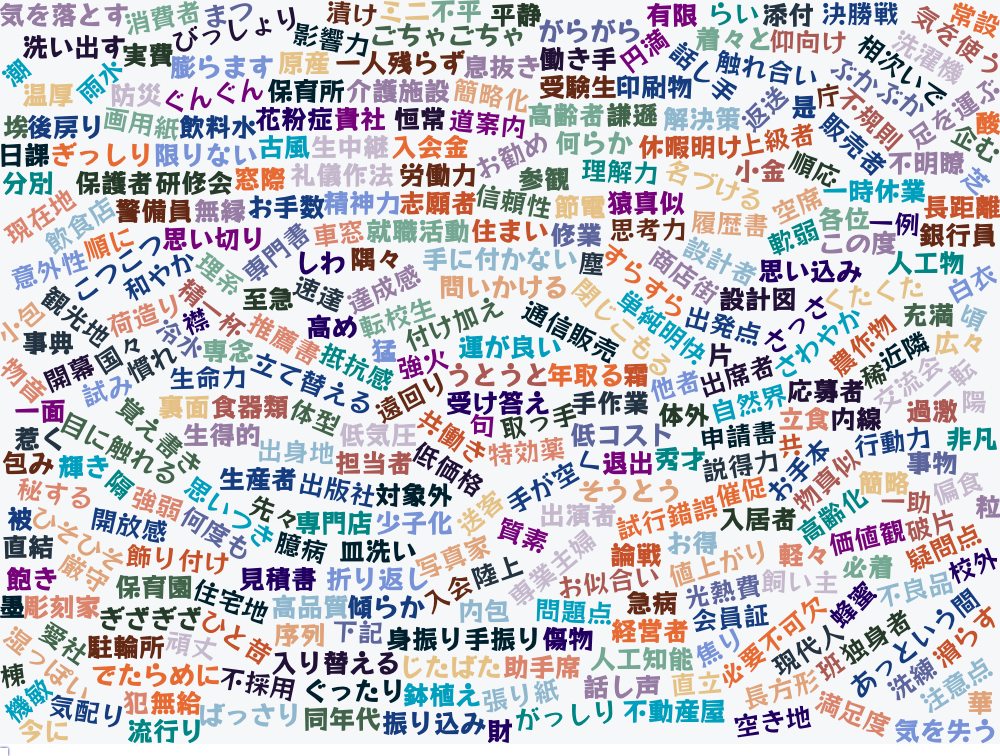 気を落とす 消費者 まつ びっしょり 漬け ミニ 不平 平静 がらがら 有限 らい 添付 決勝戦 気を使う 常設
洗い出す 実費 影響力 ごちゃごちゃ 働き手 円満 着々と 仰向け 相次いで 洗濯機
潮 雨水 膨らます 原産 一人残らず 息抜き 話し手 触れ合い ぶかぶか 足を運ぶ
温厚 防災 ぐんぐん 保育所 介護施設 簡略化 受験生 印刷物 返送 是 庁 不規則 酸
埃 後戻り 画用紙 飲料水 花粉症 貴社 恒常 道案内 高齢者 謙遜 解決策 販売者 企む
日課 ぎっしり 限りない 古風 生中継 入会金 お勧め 何らか 休暇明け 上級者 不明瞭
分別 保護者 研修会 窓際 礼儀作法 労働力 参観 理解力 名づける 小金 順応 芝
現在地 飲食店 警備員 無縁 お手数 精神力 志願者 信頼性 節電 猿真似 履歴書 空席 一時休業 長距離
意外性 順に こつこつ 思い切り 専門書 車窓 就職活動 住まい 修業 思考力 設計者 軟弱 各位 この度 一例 銀行員
和やか 理系 しわ 隅々 手に付かない 塵 すらすら 商店街 思い込み 人工物 白衣
小包 観光地 荷造り 精一杯 至急 速達 達成感 問いかける 閉じこもる 単純明快 設計図 さっさ くたくた 充満 頃
事典 溶氷 襟 推薦書 高め 転校生 付け加え 通信販売 出発点 さわやか 農作物 近隣 広々
物音 開幕 国々 慣れ 専念 抵抗感 猛 強火 運が良い 片 出席者 稀 交流会 一転
試み 生命力 立て替える 遠回り うとうと 年取る 霜 他者 応募者 陽
一面 覚え書き 裏面 食器類 体型 受け答え 手作業 体外 自然界 立食 内線 過激
惹く 目に触れる 生得的 低気圧 共働き 句 取っ手 低コスト 申請書 共 行動力 非凡
包み 輝き 出身地 担当者 低価格 特効薬 手が空く 退出 秀才 説得力 お手本 物真似 事物
秘する 隔 強弱 思いつき 生産者 出版社 対象外 送客 そうとう 催促 簡略 一助 偏食 粒
被 ひそひそ 開放感 何度も 先々 専門店 少子化 質素 出演者 試行錯誤 入居者 高齢化 価値観 破片
直結 厳守 飾り付け 臆病 皿洗い 写真家 専業主婦 論戦 お得 値上がり 軽々 必着 疑問点 校外
飽き 保育園 住宅地 見積書 折り返し 入会 陸上 お似合い 光熱費 飼い主 蜂蜜 不良品
墨 彫刻家 ぎざぎざ ひと昔 高品質 傾らか 内包 問題点 急病 会員証 必要不可欠 現代人 独身者 あっという間
湿っぽい 愛社 駐輪所 頑丈 序列 下記 身振り手振り 傷物 経営者 焦り 班 洗練 滑らす
棟 でたらめに 不採用 入り替える じたばた 助手席 人工知能 直立 長方形 注意点
機敏 気配り 犯 無給 ばっさり ぐったり 鉢植え 張り紙 話し声 満足度 華
今に 流行り 同年代 振り込み 財 がっしり 不動産屋 空き地 気を失う